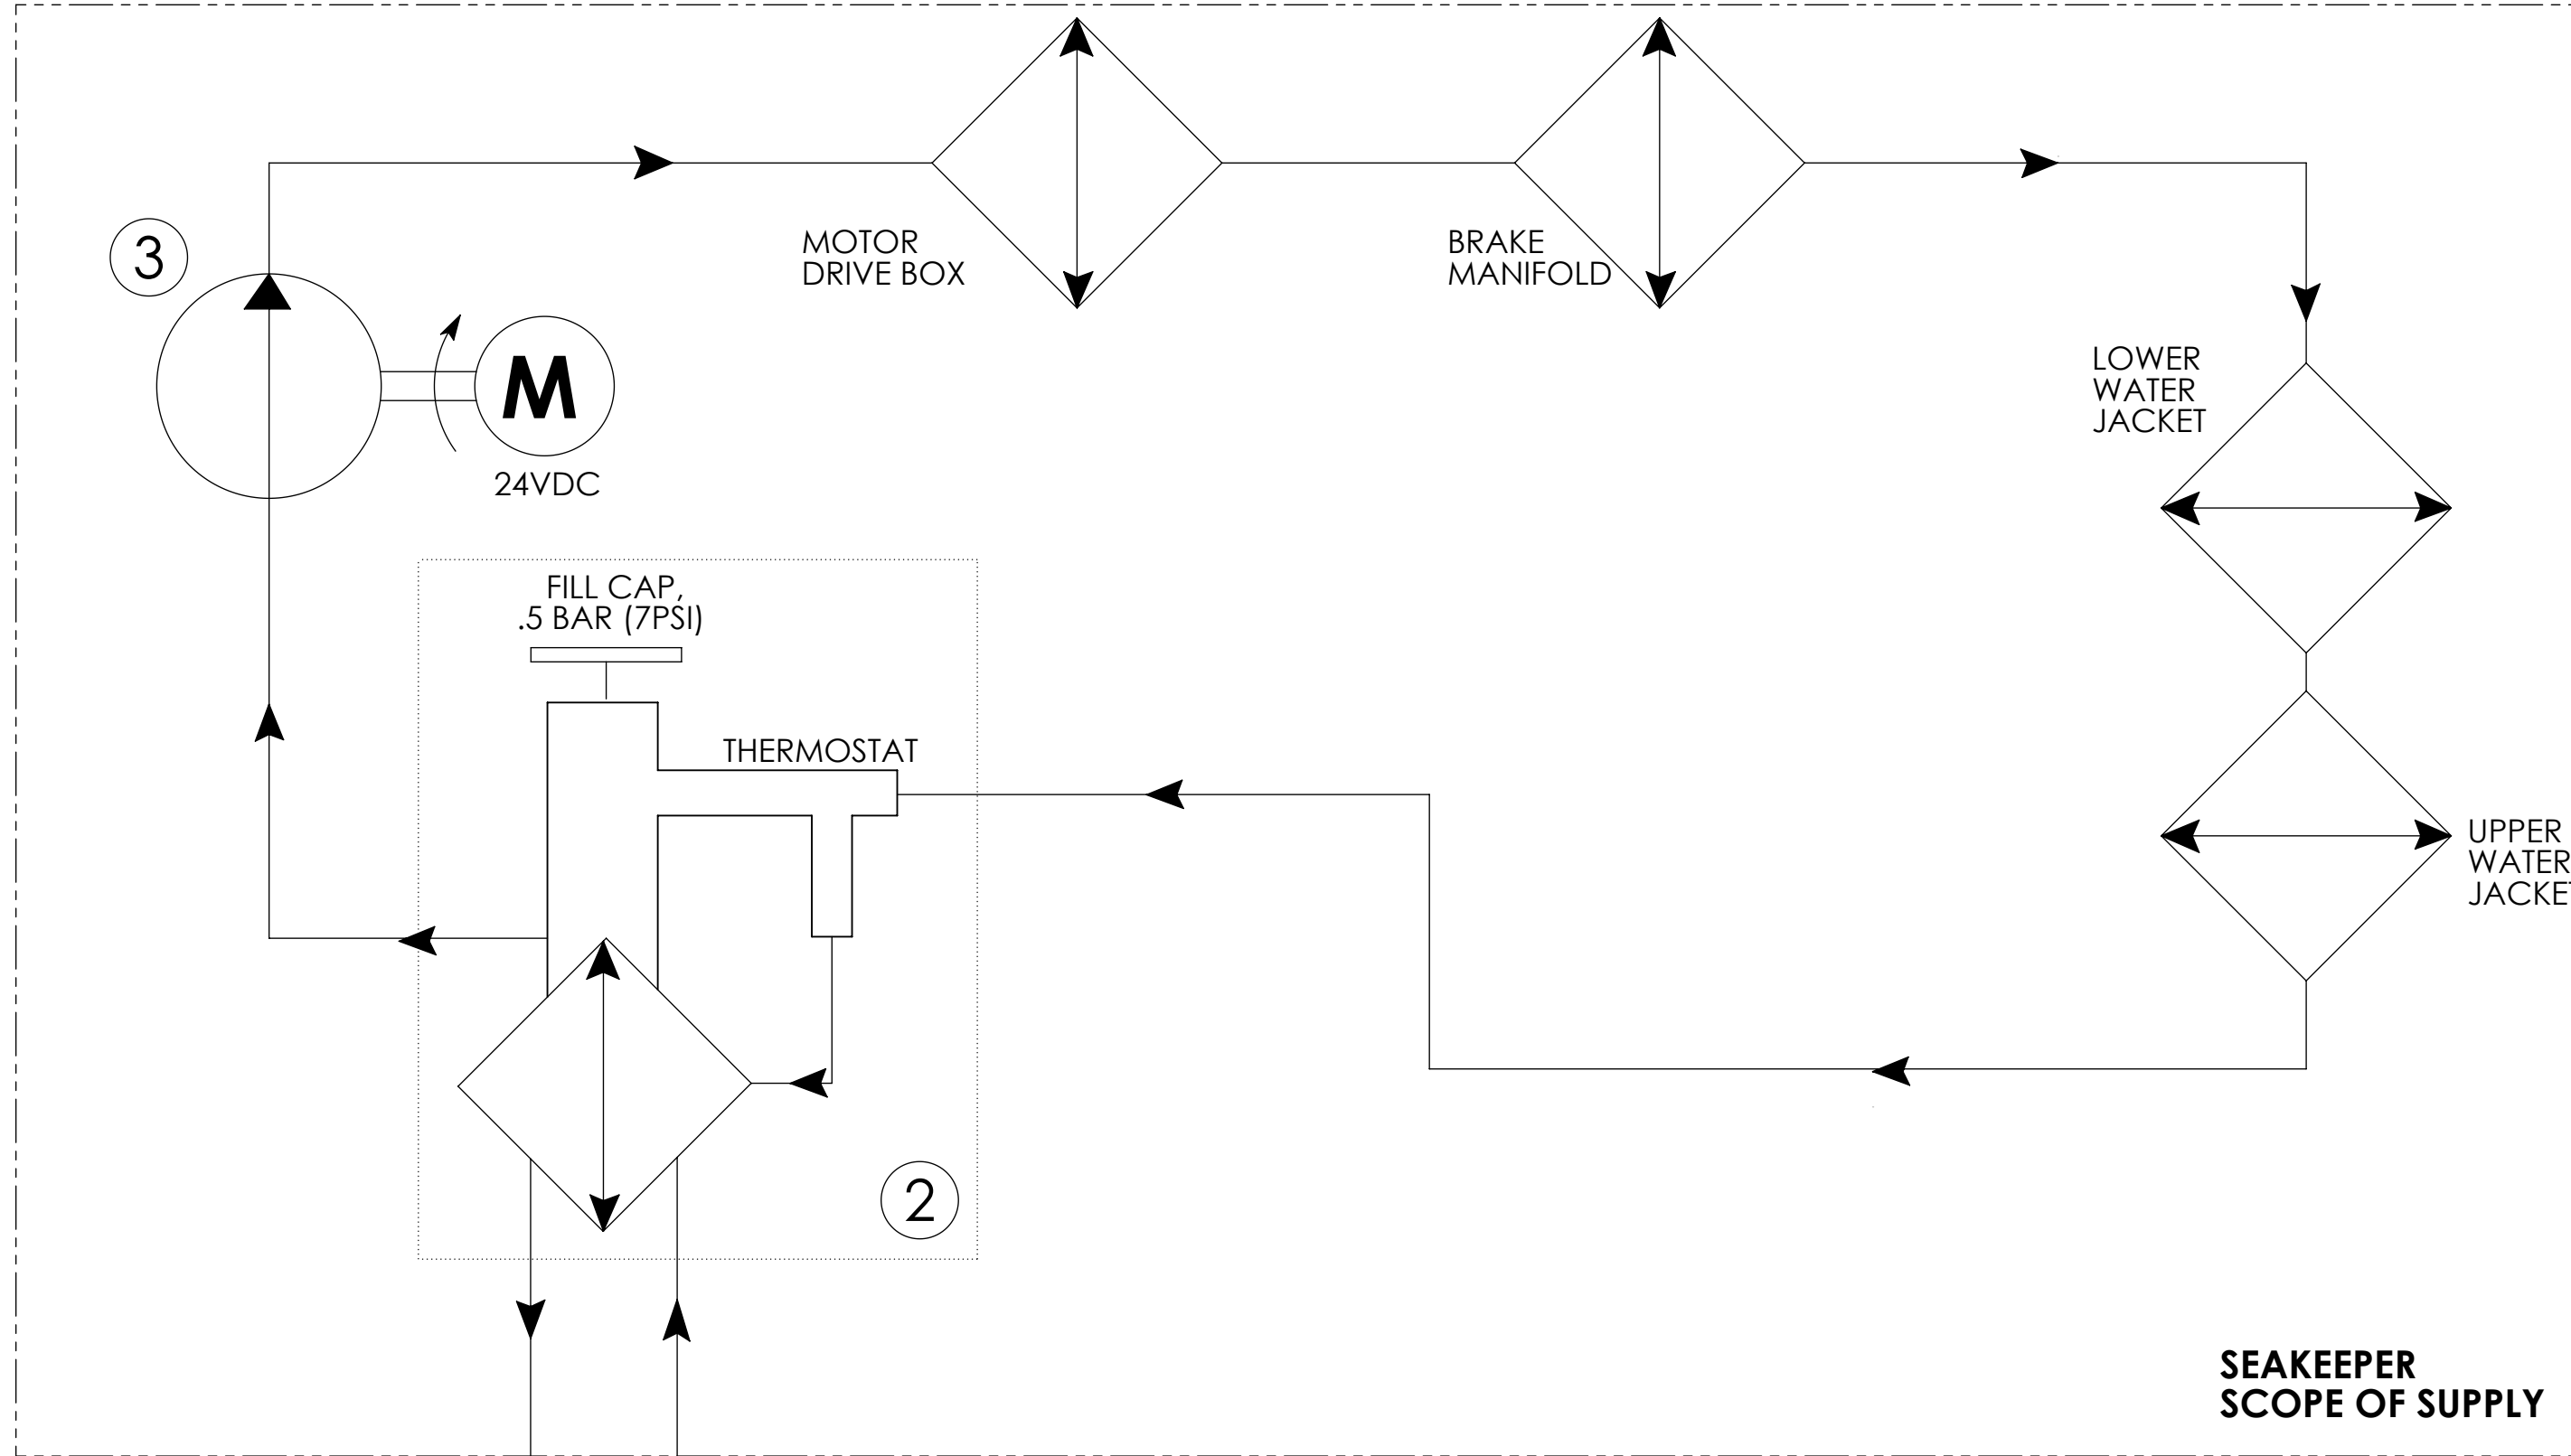 MOTOR
DRIVE BOX
BRAKE
MANIFOLD
3
M
24VDC
LOWER
WATER
JACKET
FILL CAP,
.5 BAR (7PSI)
THERMOSTAT
UPPER
WATER
JACKE
2
SEAKEEPER
SCOPE OF SUPPLY